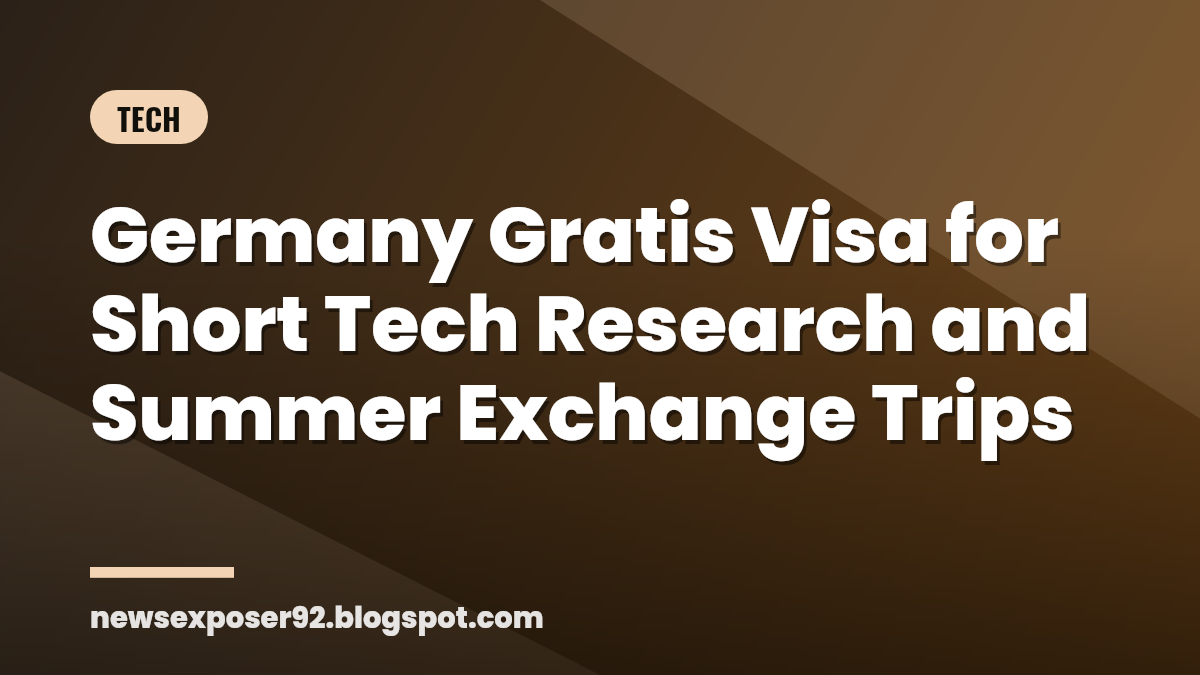 TECH
Germany Gratis Visa for
Short Tech Research and
Summer Exchange Trips
newsexposer92.blogspot.com